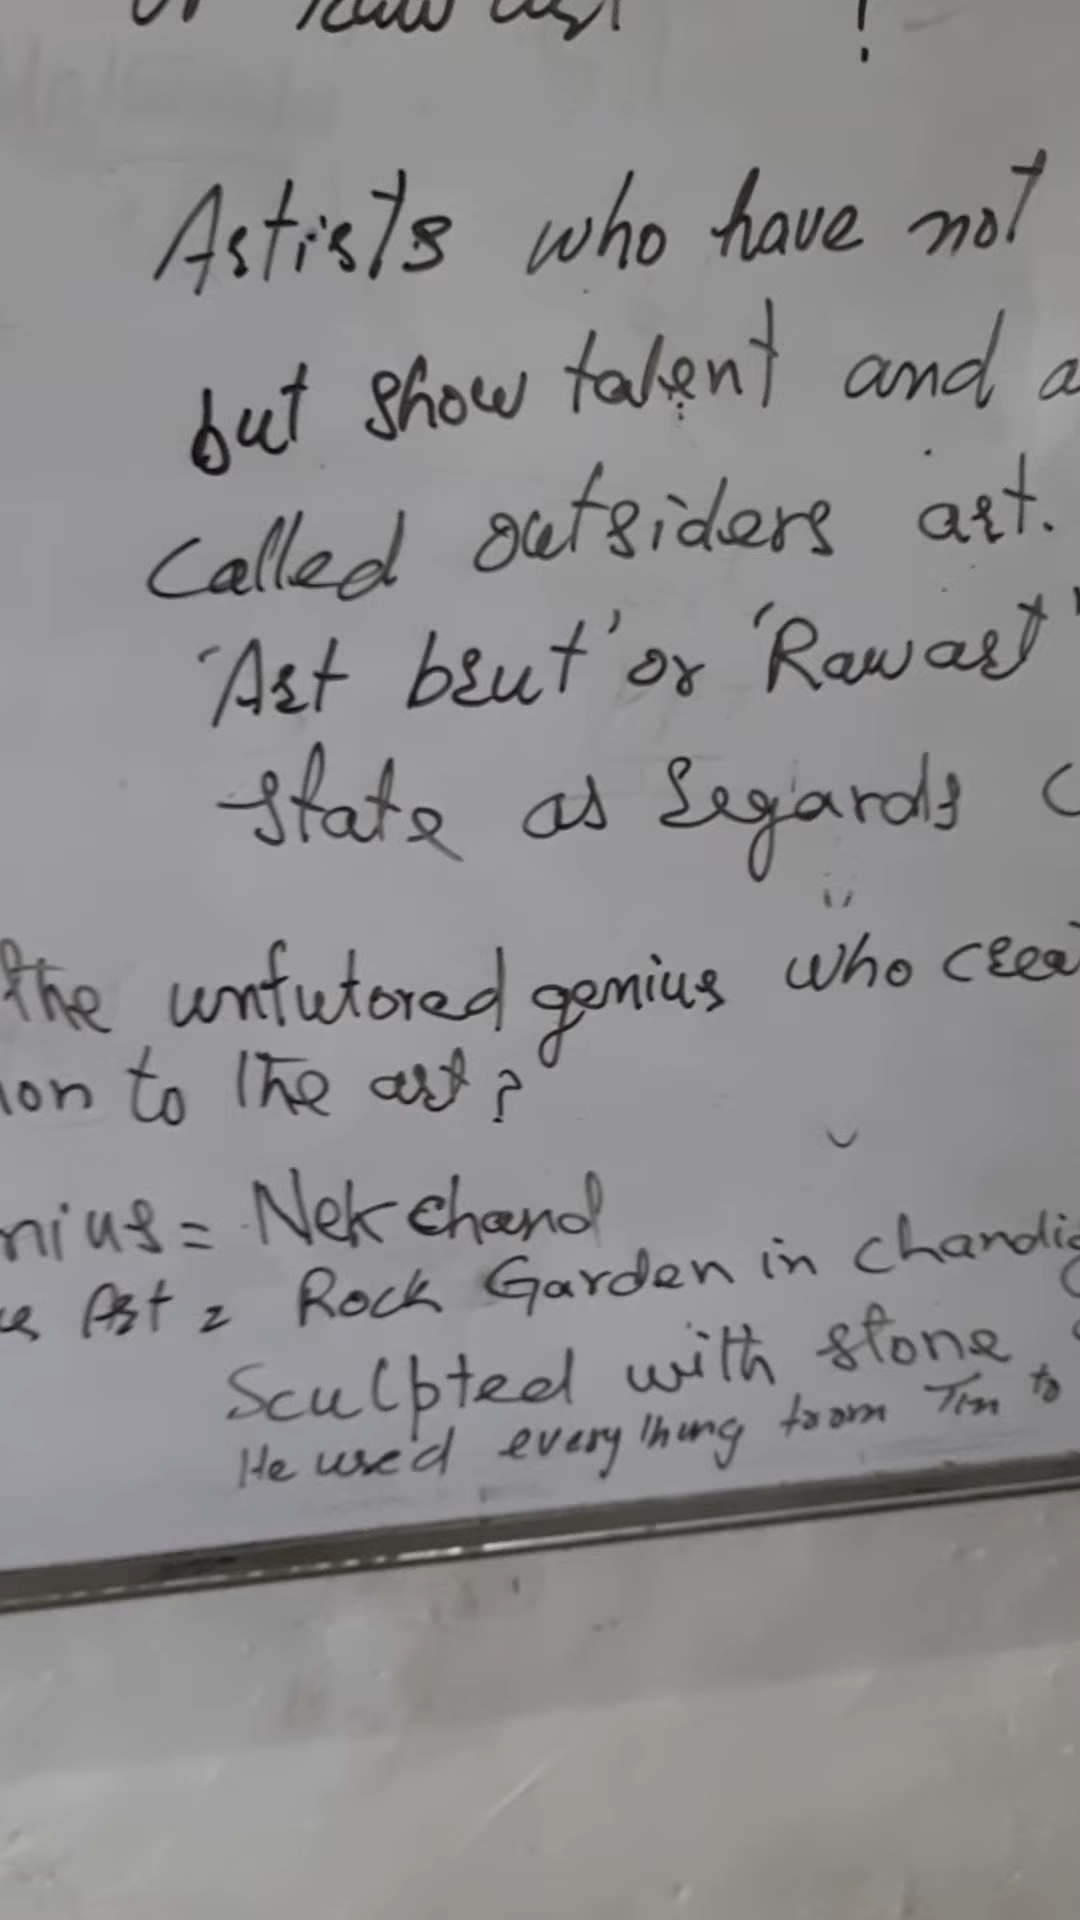 Artists who have not
but show talent and a
called outsiders art.
'Art brut' or 'Raw art'
state as regards c
the untutored genius who crea
ion to the art?
nius = Nek chand
Art = Rock Garden in chandig
Sculpted with stone
He used everything from Tin to